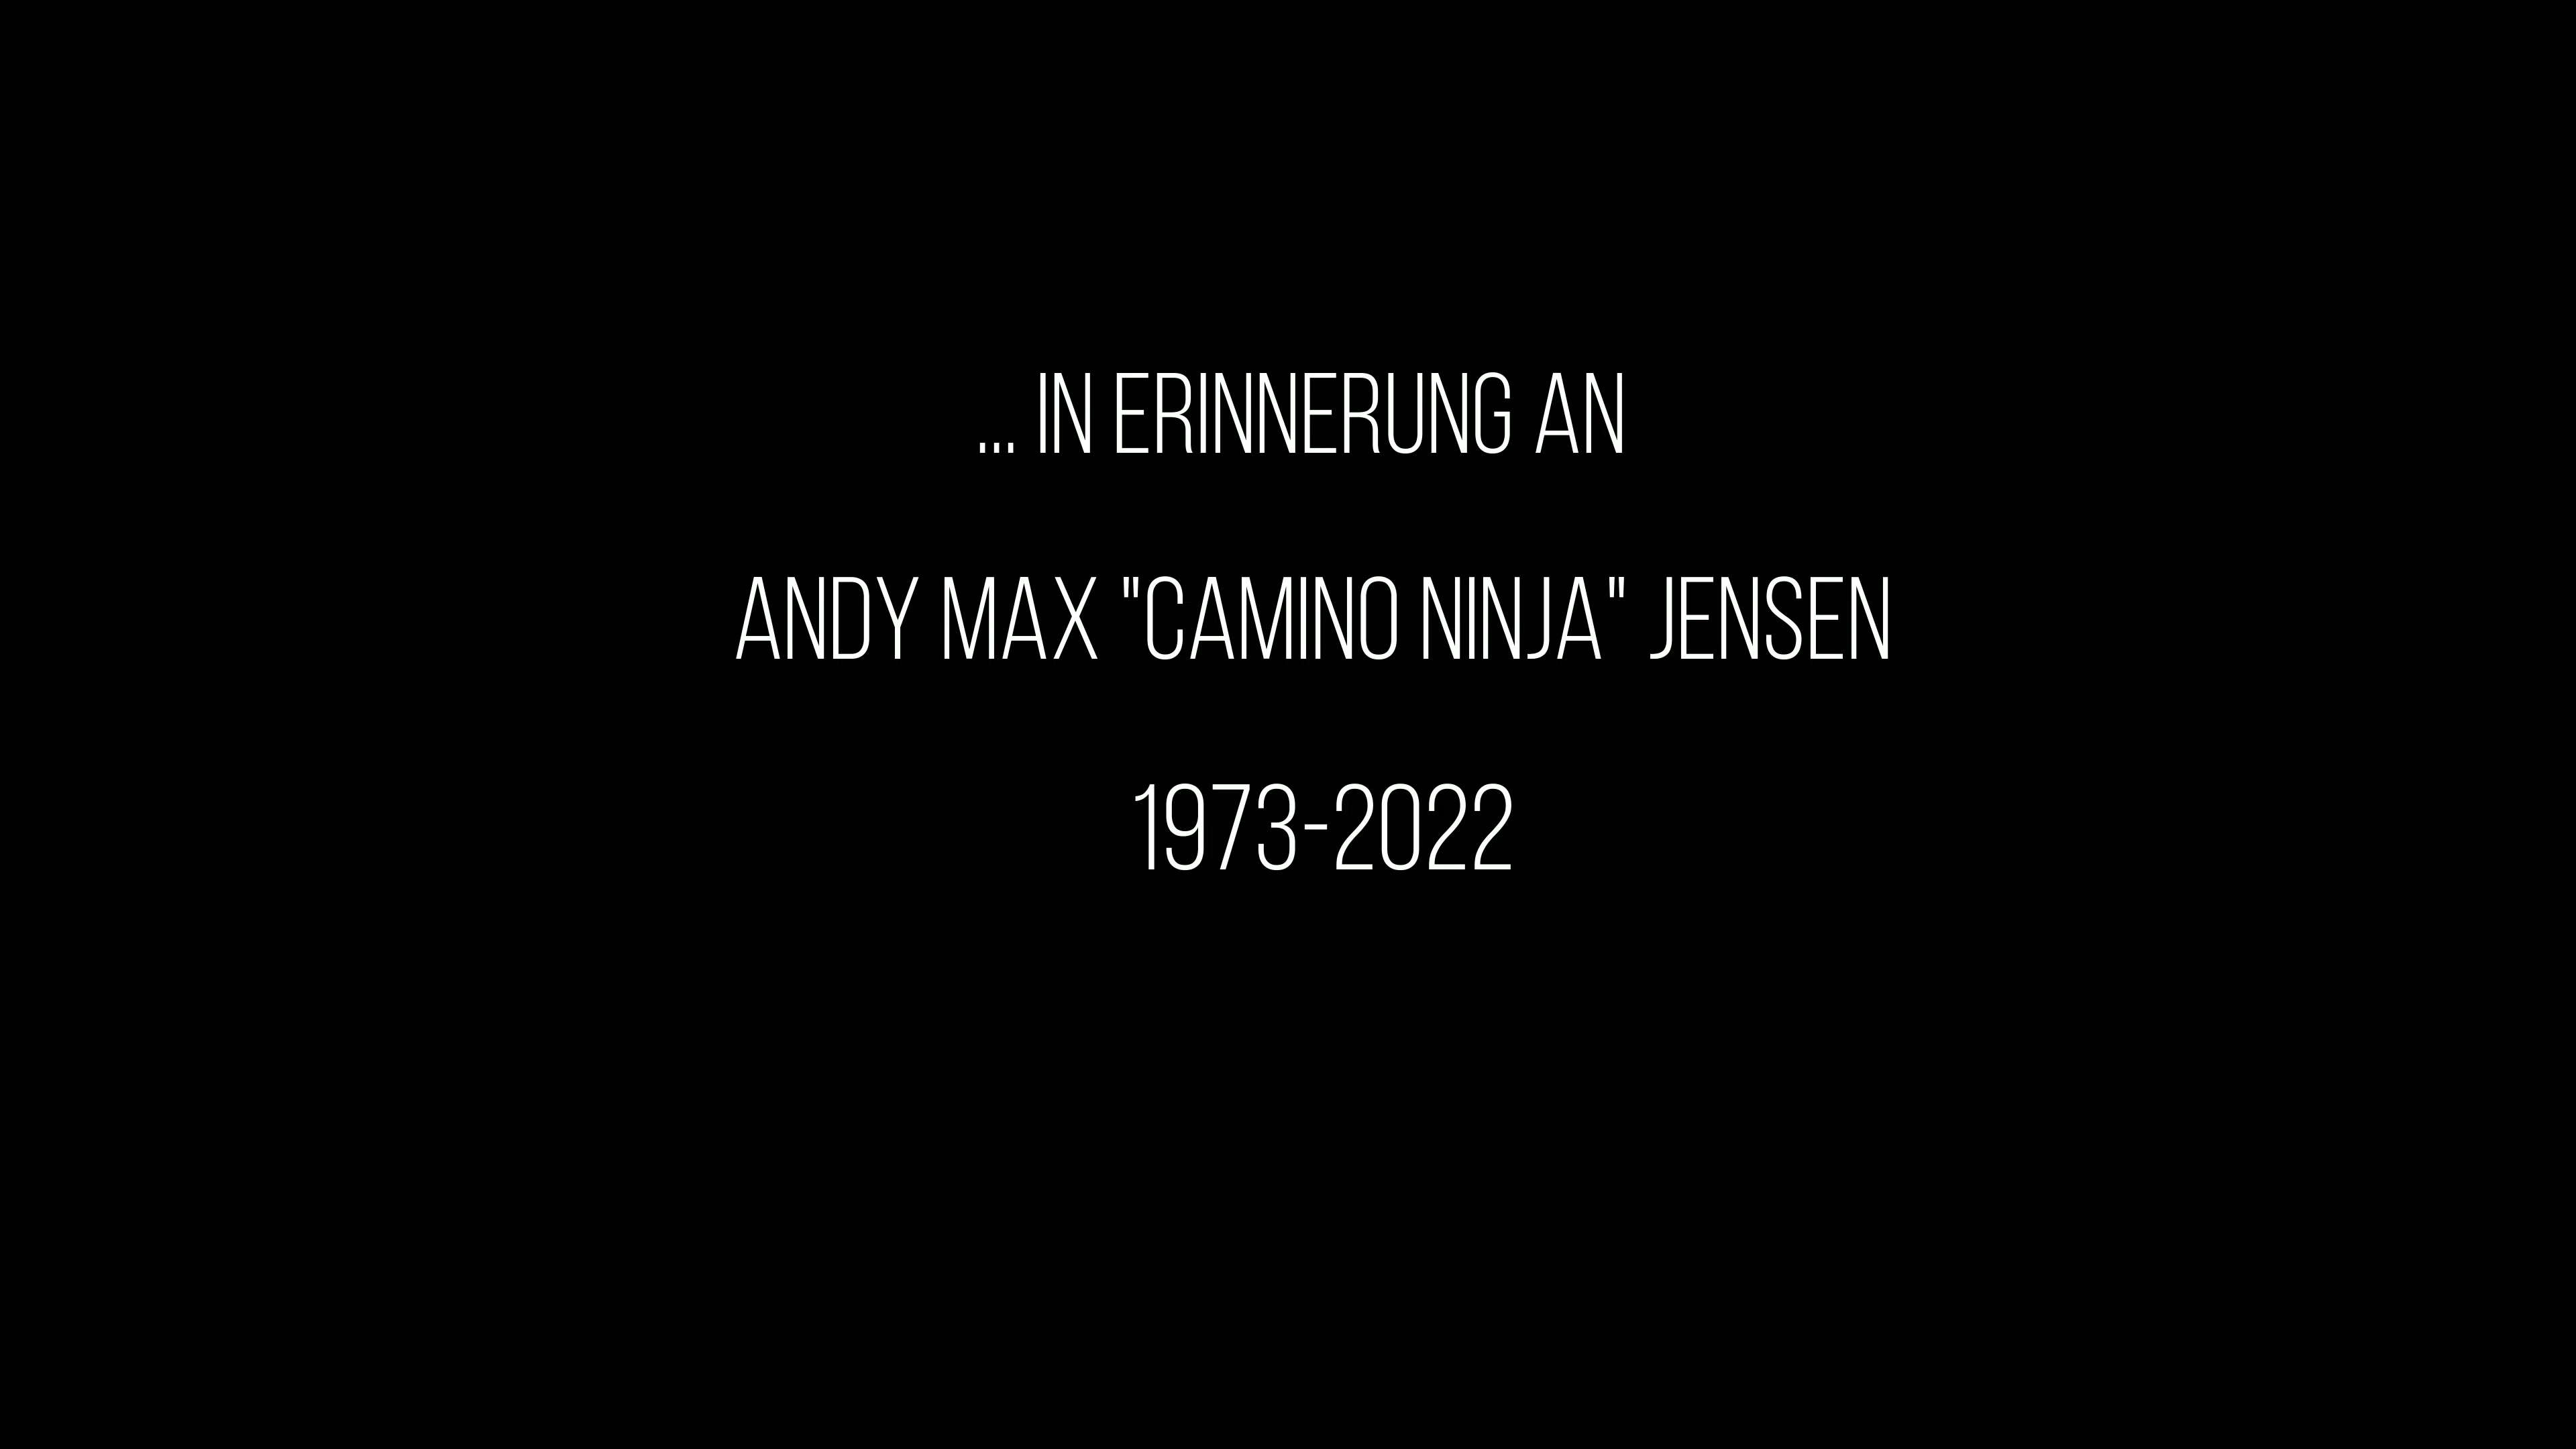 ... IN ERINNERUNG AN
ANDY MAX "CAMINO NINJA" JENSEN
1973-2022